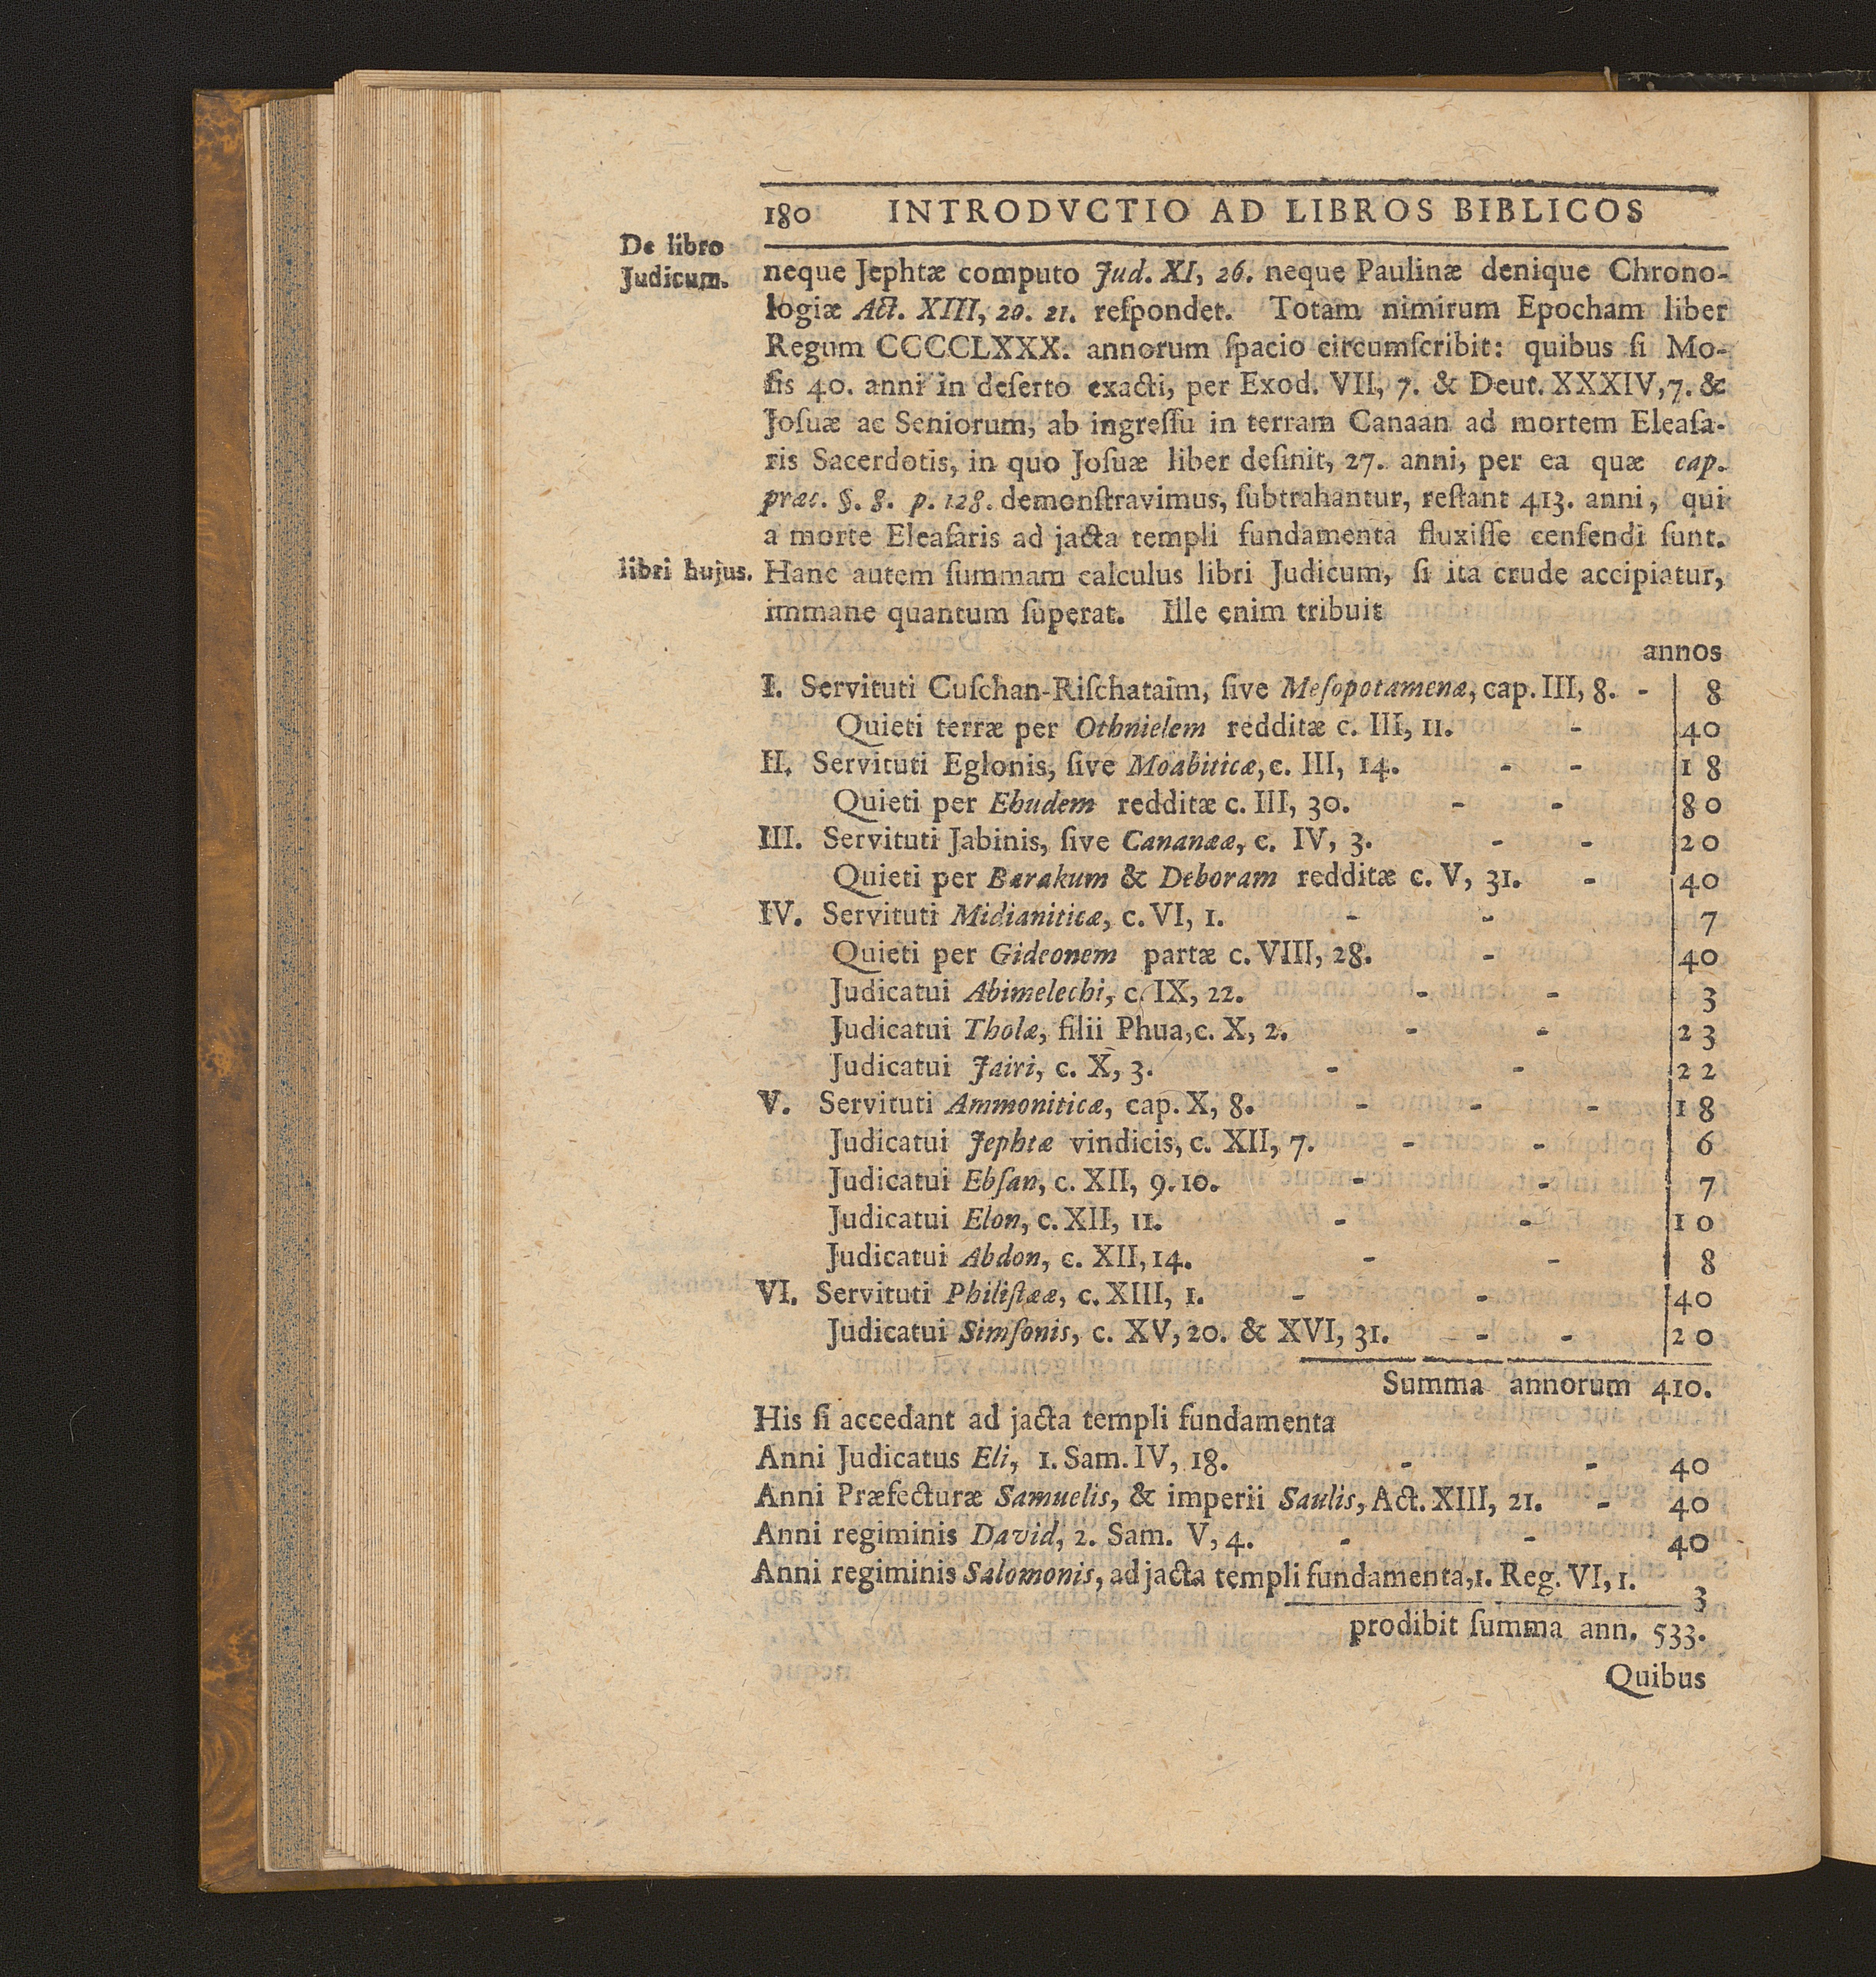 180 INTRODVCTIO AD LIBROS BIBLICOS
De libro
Judicum.
neque Jephtæ computo Jud. XI, 26. neque Paulinæ denique Chrono-
logiæ Act. XIII, 20. 21. reſpondet. Totam nimirum Epocham liber
Regum CCCCLXXX. annorum ſpacio circumſcribit: quibus ſi Mo-
ſis 40. anni in deſerto exacti, per Exod. VII, 7. & Deut. XXXIV, 7. &
Joſuæ ac Seniorum, ab ingreſſu in terram Canaan ad mortem Eleaſa-
ris Sacerdotis, in quo Joſuæ liber deſinit, 27. anni, per ea quæ cap.
præc. §. 8. p. 128. demonſtravimus, ſubtrahantur, reſtant 413. anni, qui
a morte Eleaſaris ad jacta templi fundamenta fluxiſſe cenſendi ſunt.
libri hujus.
Hanc autem ſummam calculus libri Judicum, ſi ita crude accipiatur,
immane quantum ſuperat. Ille enim tribuit
annos
I. Servituti Cuſchan-Riſchataim, ſive Meſopotamenæ, cap. III, 8. - 8
Quieti terræ per Othnielem redditæ c. III, 11. - 40
II. Servituti Eglonis, ſive Moabiticæ, c. III, 14. - - 18
Quieti per Ehudem redditæ c. III, 30. - - 80
III. Servituti Jabinis, ſive Cananææ, c. IV, 3. - - 20
Quieti per Barakum & Deboram redditæ c. V, 31. - 40
IV. Servituti Midianiticæ, c. VI, 1. - - 7
Quieti per Gideonem partæ c. VIII, 28. - 40
Judicatui Abimelechi, c. IX, 22. - - 3
Judicatui Tholæ, filii Phua, c. X, 2. - - 23
Judicatui Jairi, c. X, 3. - - 22
V. Servituti Ammoniticæ, cap. X, 8. - - - 18
Judicatui Jephtæ vindicis, c. XII, 7. - - 6
Judicatui Ebſan, c. XII, 9. 10. - - 7
Judicatui Elon, c. XII, 11. - - 10
Judicatui Abdon, c. XII, 14. - - 8
VI. Servituti Philiſtææ, c. XIII, 1. - - 40
Judicatui Simſonis, c. XV, 20. & XVI, 31. - - 20
Summa annorum 410.
His ſi accedant ad jacta templi fundamenta
Anni Judicatus Eli, 1. Sam. IV, 18. - - 40
Anni Præfecturæ Samuelis, & imperii Saulis, Act. XIII, 21. - 40
Anni regiminis David, 2. Sam. V, 4. - - 40
Anni regiminis Salomonis, ad jacta templi fundamenta, 1. Reg. VI, 1. 3
prodibit ſumma ann. 533.
Quibus